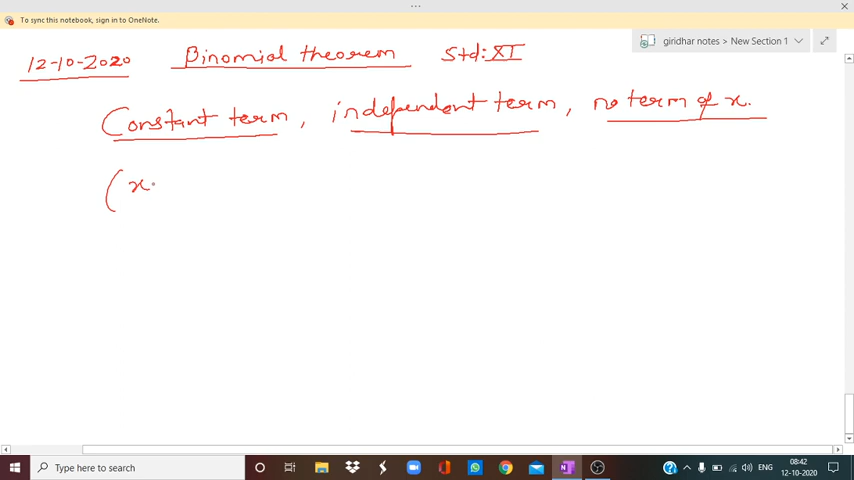 ...
To sync this notebook, sign in to OneNote.
giridhar notes > New Section 1
12-10-2020 Binomial theorem Std: XI
Constant term, independent term, no term of x.
(x
Type here to search
ENG
08:42
12-10-2020